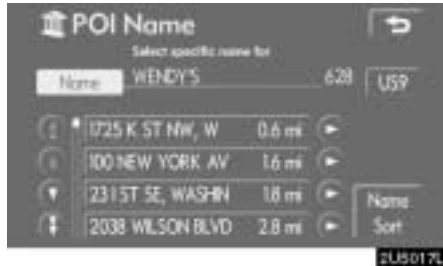 POI Name
Select specific name for
Name WENDY'S 628 US9
1725 K ST NW, W 0.6 mi
100 NEW YORK AV 1.6 mi
231 ST SE, WASHIN 1.8 mi
2038 WILSON BLVD 2.8 mi
Name
Sort
2U5017L